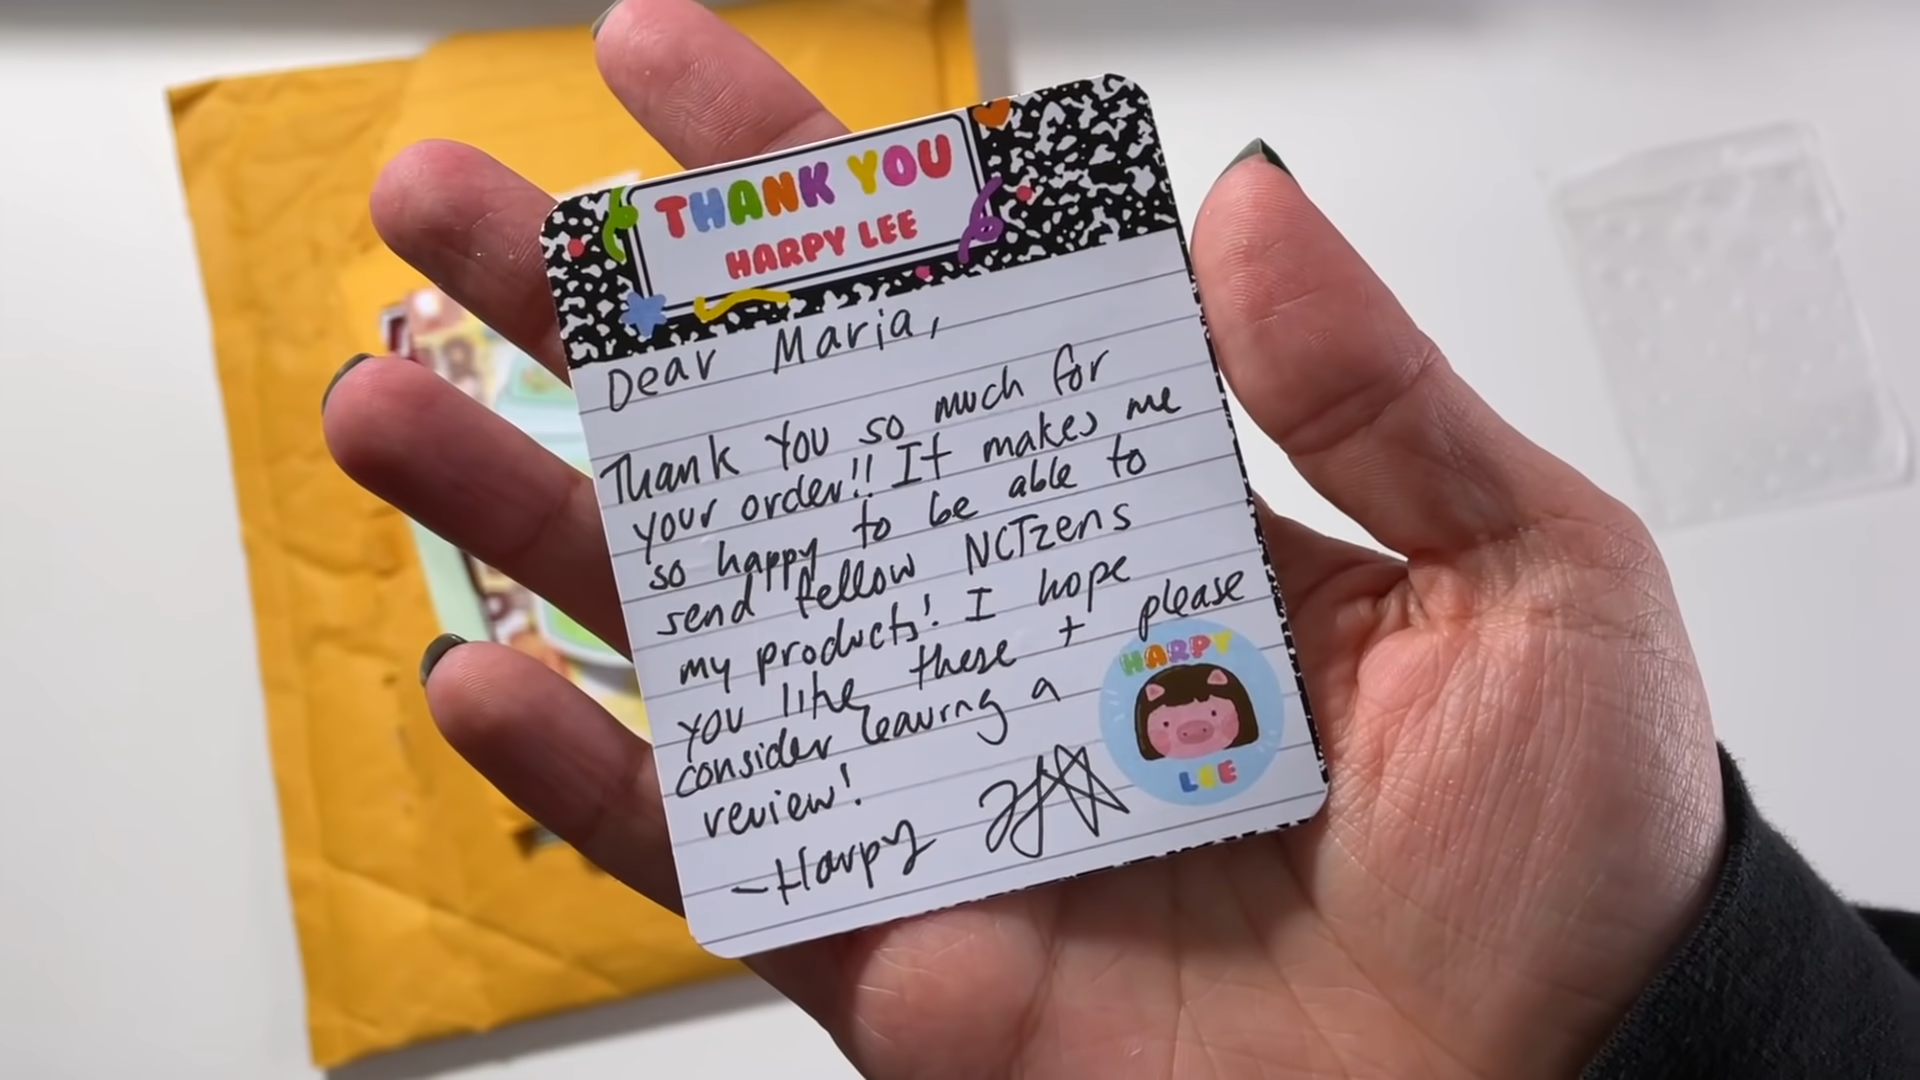 THANK YOU
HARPY LEE
Dear Maria,
Thank You so much for
your order!! It makes me
so happy to be able to
send fellow NCTzens
my products! I hope
you like these + please
consider leaving a
review!
-Harpy
HARPY
LEE